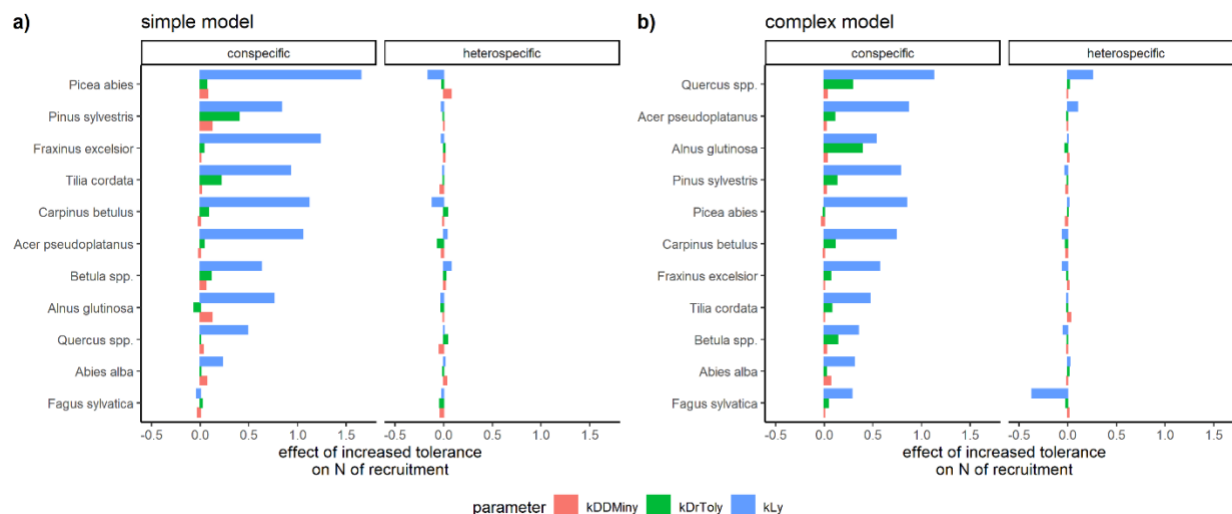 a)
simple model
conspecific
heterospecific
Picea abies
Pinus sylvestris
Fraxinus excelsior
Tilia cordata
Carpinus betulus
Acer pseudoplatanus
Betula spp.
Alnus glutinosa
Quercus spp.
Abies alba
Fagus sylvatica
-0.5 0.0 0.5 1.0 1.5
-0.5 0.0 0.5 1.0 1.5
effect of increased tolerance
on N of recruitment
b)
complex model
conspecific
heterospecific
Quercus spp.
Acer pseudoplatanus
Alnus glutinosa
Pinus sylvestris
Picea abies
Carpinus betulus
Fraxinus excelsior
Tilia cordata
Betula spp.
Abies alba
Fagus sylvatica
-0.5 0.0 0.5 1.0 1.5
-0.5 0.0 0.5 1.0 1.5
effect of increased tolerance
on N of recruitment
parameter kDDMiny kDrToly kLy